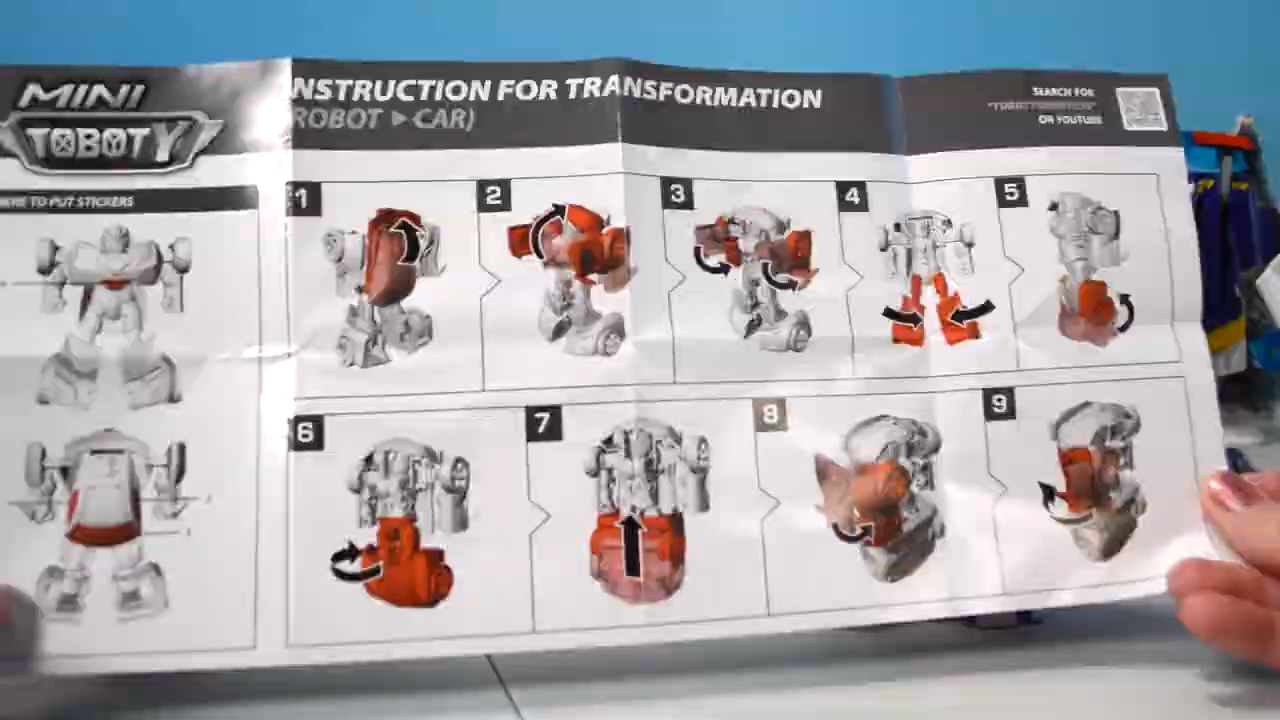 MINI
TOBOT Y
TO PUT STICKERS
NSTRUCTION FOR TRANSFORMATION
ROBOT ▶ CAR)
SEARCH FOR
ON YOUTUBE
1
2
3
4
5
6
7
8
9